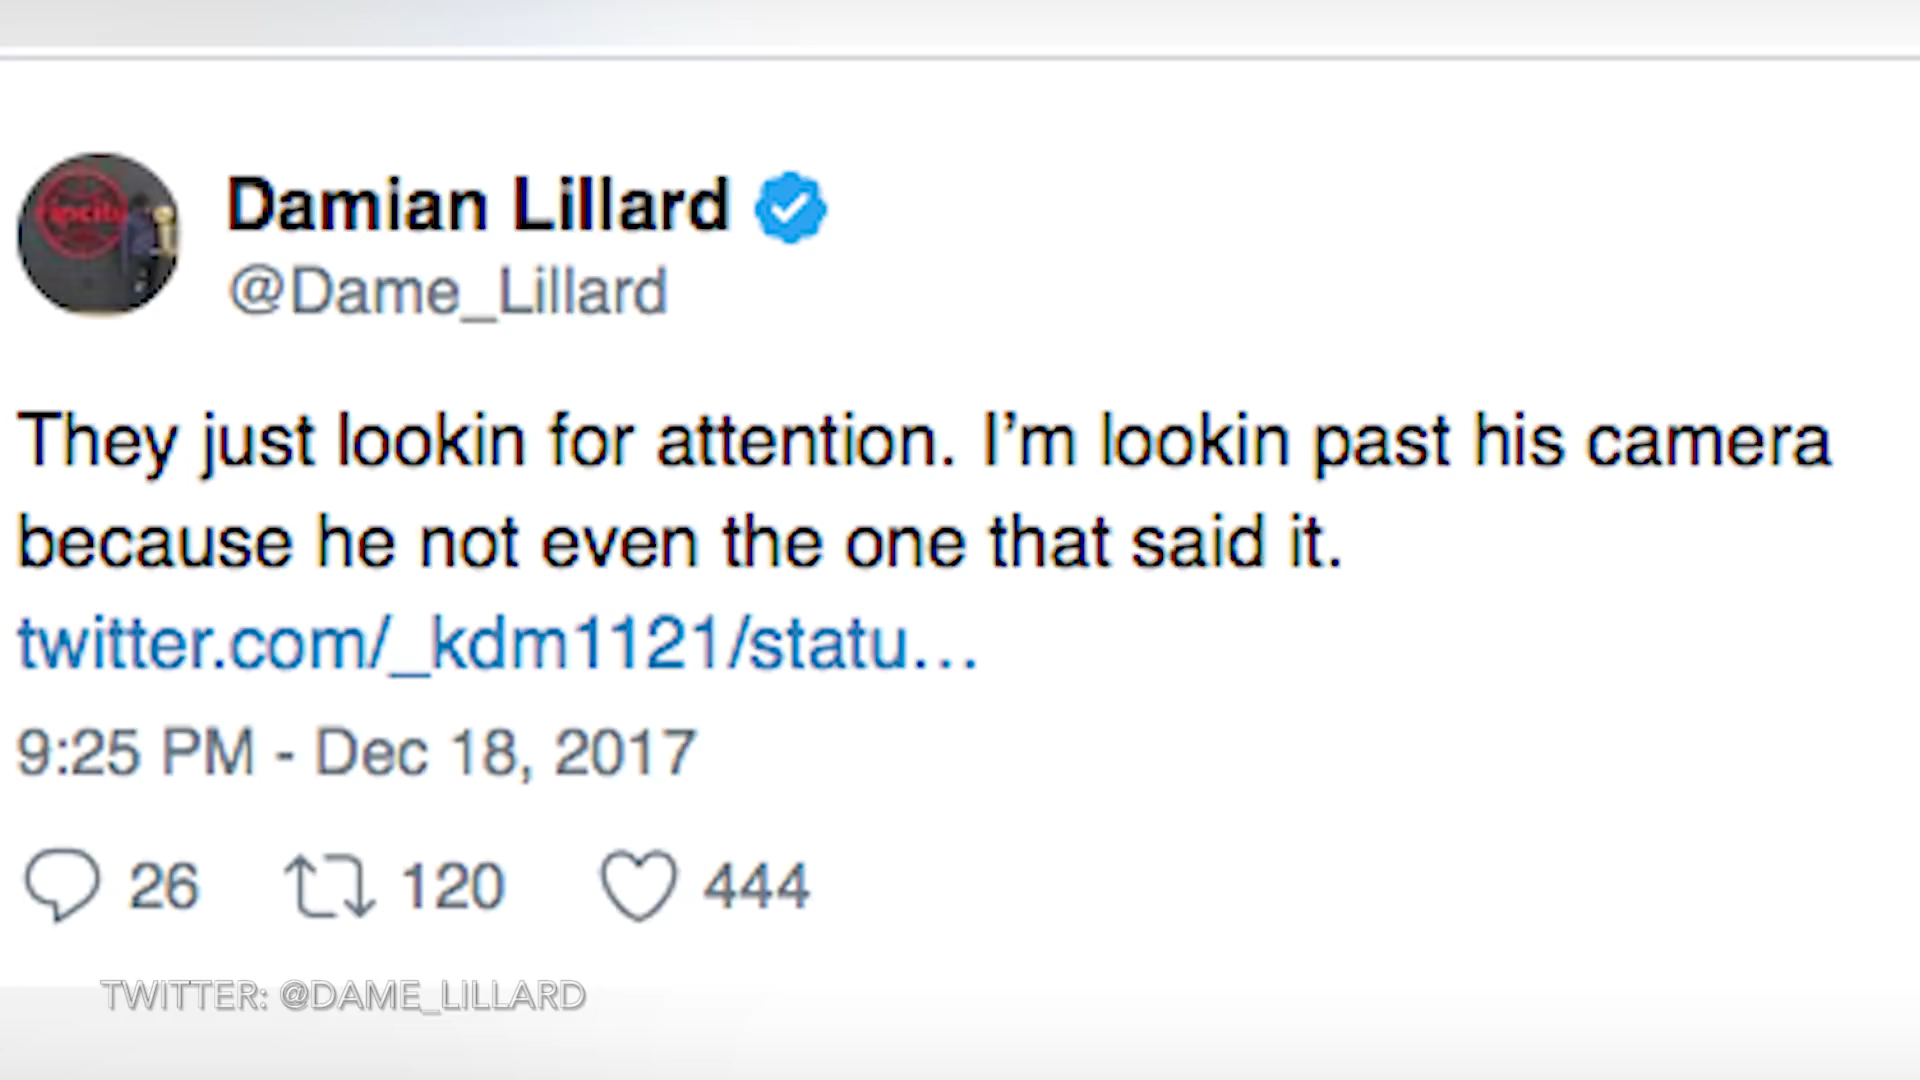 Damian Lillard
@Dame_Lillard
They just lookin for attention. I’m lookin past his camera
because he not even the one that said it.
twitter.com/_kdm1121/statu...
9:25 PM - Dec 18, 2017
26 120 444
TWITTER: @DAME_LILLARD